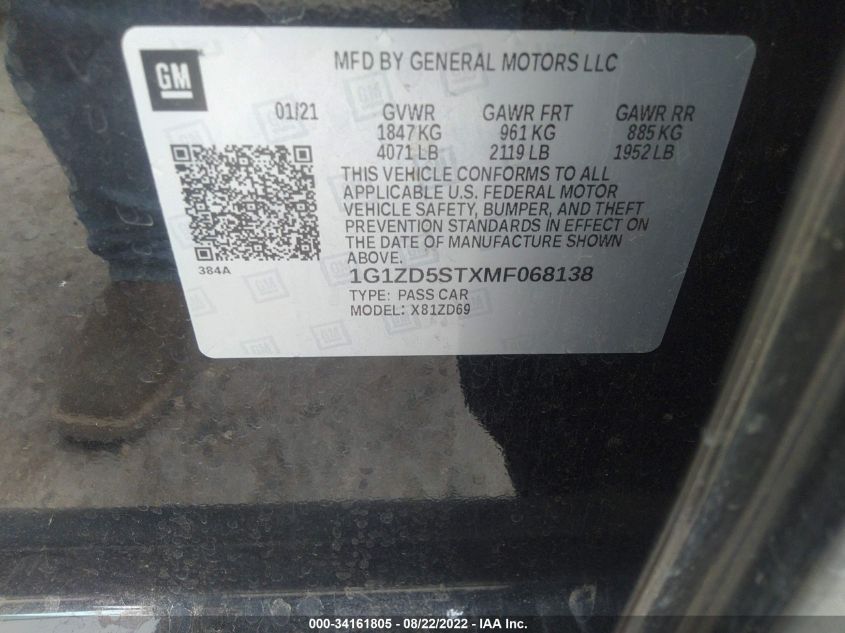 GM
MFD BY GENERAL MOTORS LLC
01/21 GVWR GAWR FRT GAWR RR
1847 KG 961 KG 885 KG
4071 LB 2119 LB 1952 LB
THIS VEHICLE CONFORMS TO ALL
APPLICABLE U.S. FEDERAL MOTOR
VEHICLE SAFETY, BUMPER, AND THEFT
PREVENTION STANDARDS IN EFFECT ON
THE DATE OF MANUFACTURE SHOWN
ABOVE.
384A
1G1ZD5STXMF068138
TYPE: PASS CAR
MODEL: X81ZD69
000-34161805 - 08/22/2022 - IAA Inc.